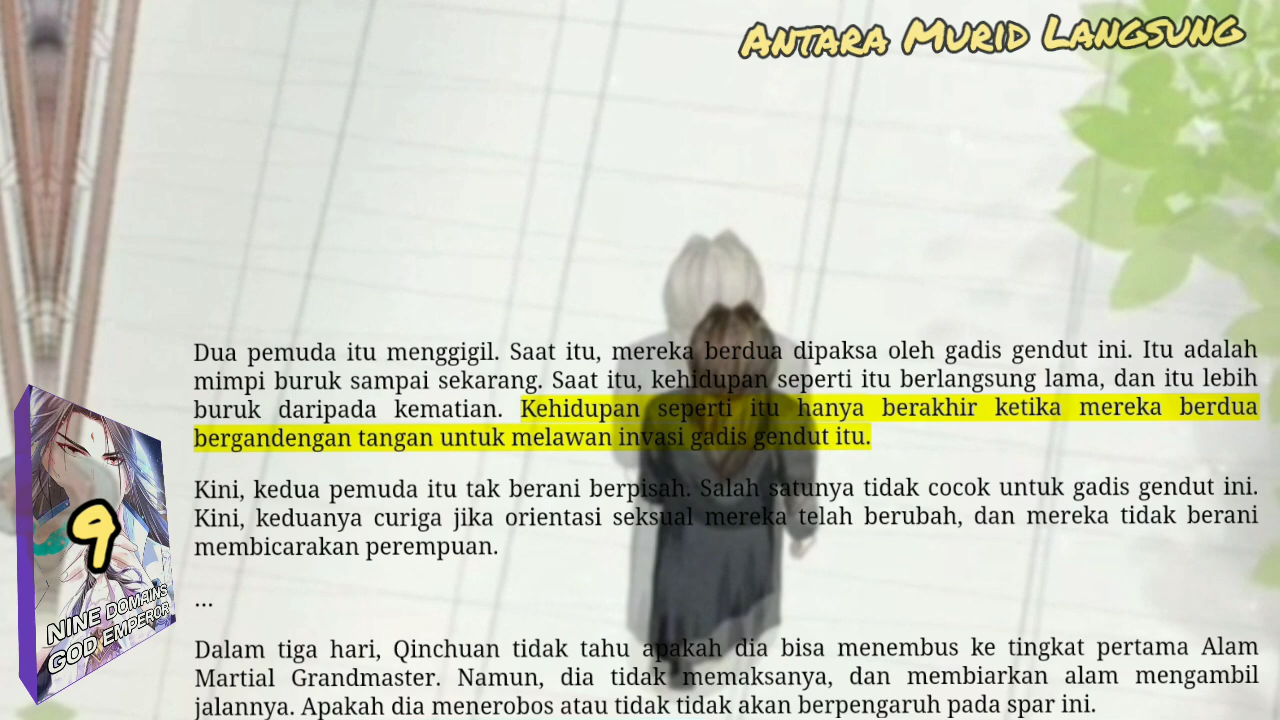 Antara Murid Langsung
Dua pemuda itu menggigil. Saat itu, mereka berdua dipaksa oleh gadis gendut ini. Itu adalah
mimpi buruk sampai sekarang. Saat itu, kehidupan seperti itu berlangsung lama, dan itu lebih
buruk daripada kematian. Kehidupan seperti itu hanya berakhir ketika mereka berdua
bergandengan tangan untuk melawan invasi gadis gendut itu.
Kini, kedua pemuda itu tak berani berpisah. Salah satunya tidak cocok untuk gadis gendut ini.
Kini, keduanya curiga jika orientasi seksual mereka telah berubah, dan mereka tidak berani
membicarakan perempuan.
...
Dalam tiga hari, Qinchuan tidak tahu apakah dia bisa menembus ke tingkat pertama Alam
Martial Grandmaster. Namun, dia tidak memaksanya, dan membiarkan alam mengambil
jalannya. Apakah dia menerobos atau tidak tidak akan berpengaruh pada spar ini.
9
NINE DOMAINS
GOD EMPEROR